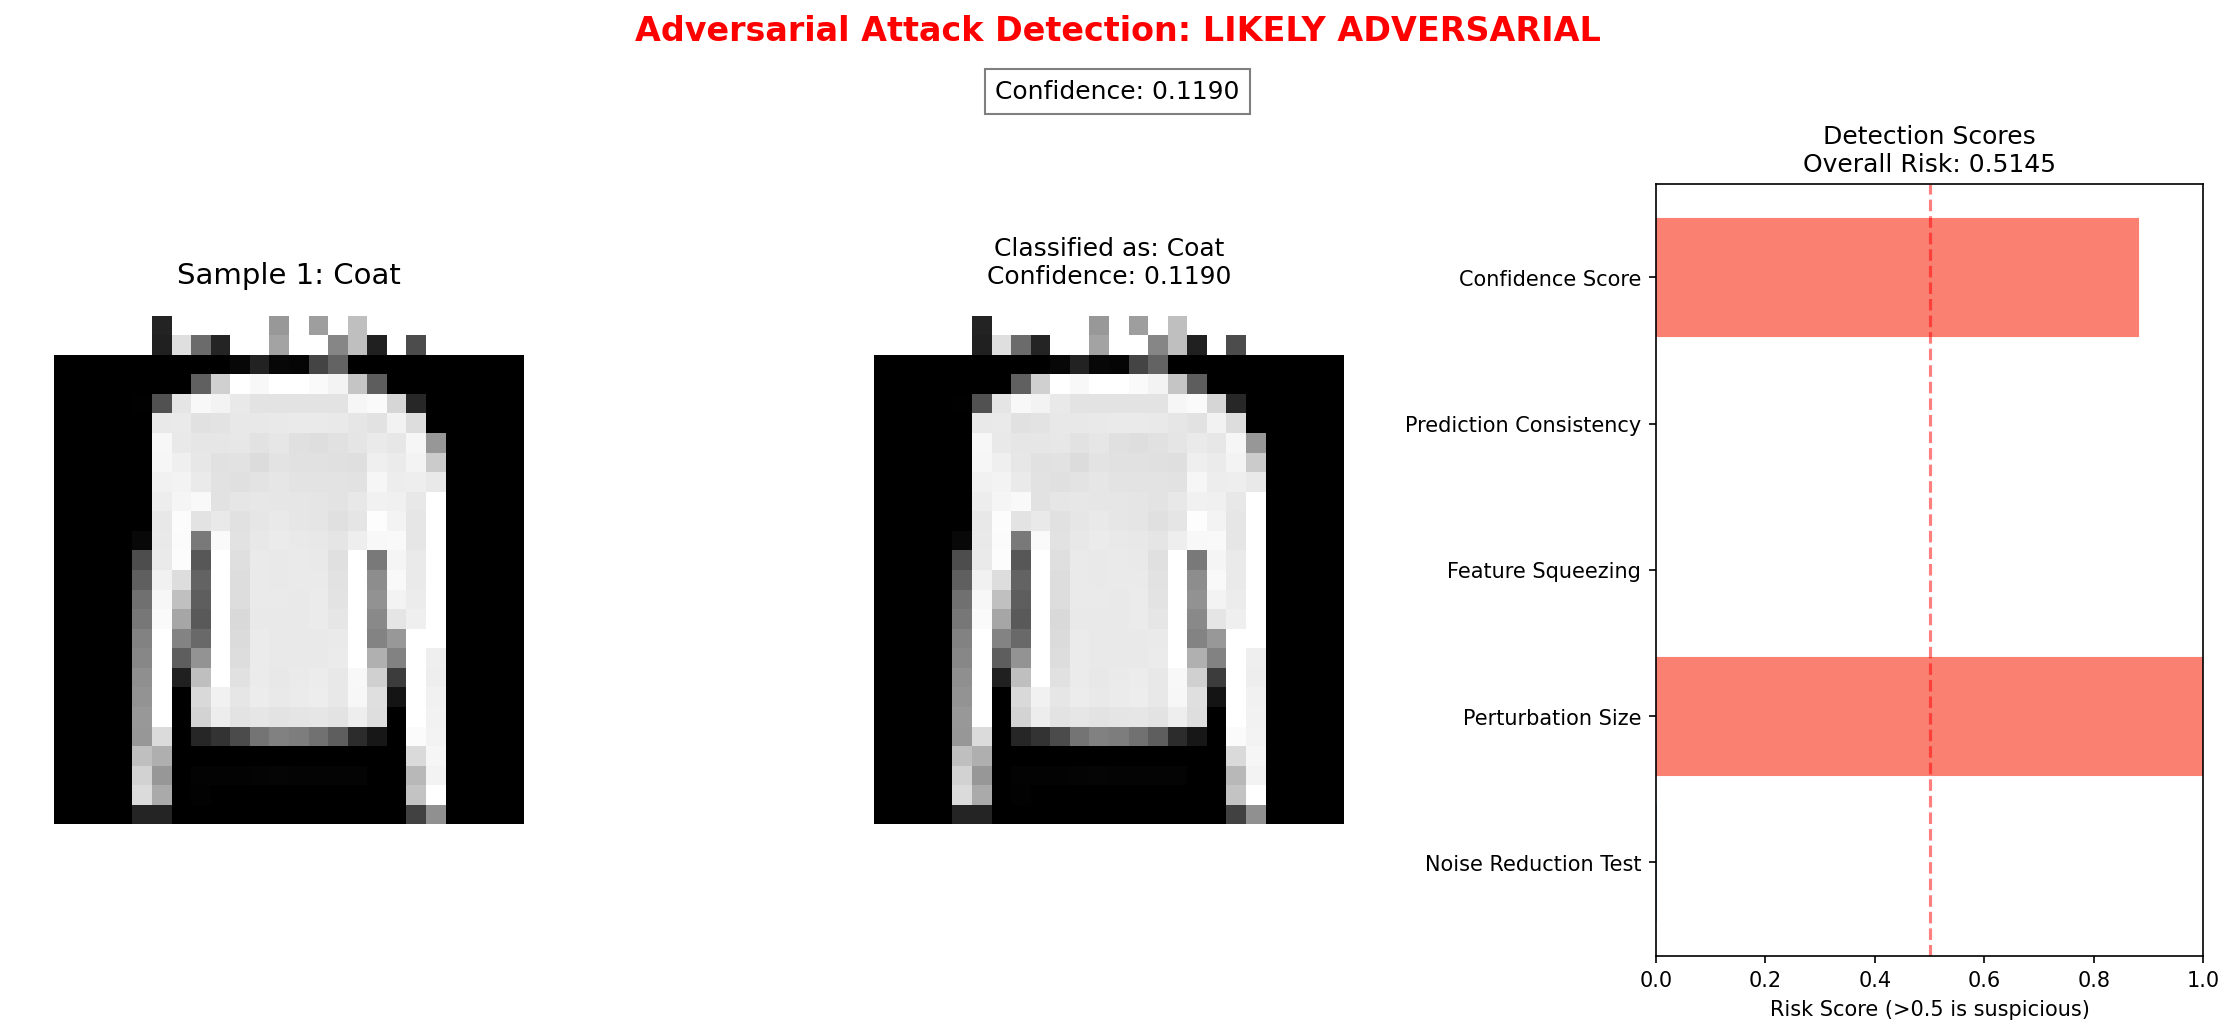 Adversarial Attack Detection: LIKELY ADVERSARIAL
Confidence: 0.1190
Sample 1: Coat
Classified as: Coat
Confidence: 0.1190
Detection Scores
Overall Risk: 0.5145
Confidence Score
Prediction Consistency
Feature Squeezing
Perturbation Size
Noise Reduction Test
0.0 0.2 0.4 0.6 0.8 1.0
Risk Score (>0.5 is suspicious)